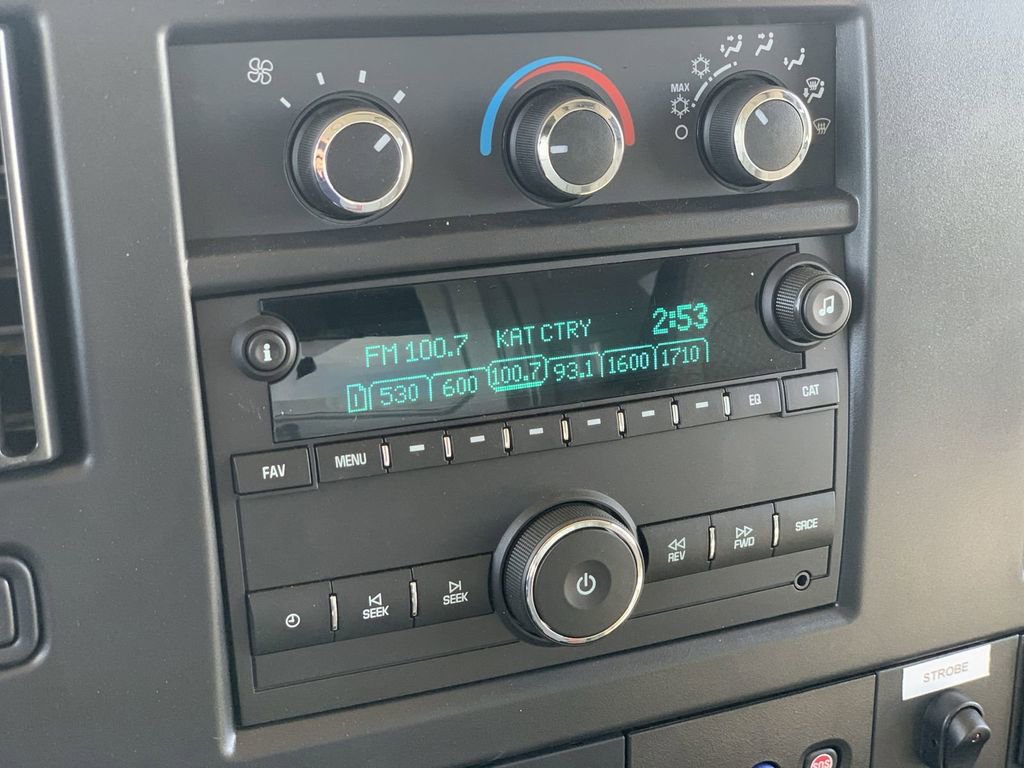 MAX
FM 100.7 KAT CTRY 2:53
530 600 100.7 93.1 1600 1710
i
FAV MENU EQ CAT
SEEK SEEK REV FWD SRCE
STROBE
SOS